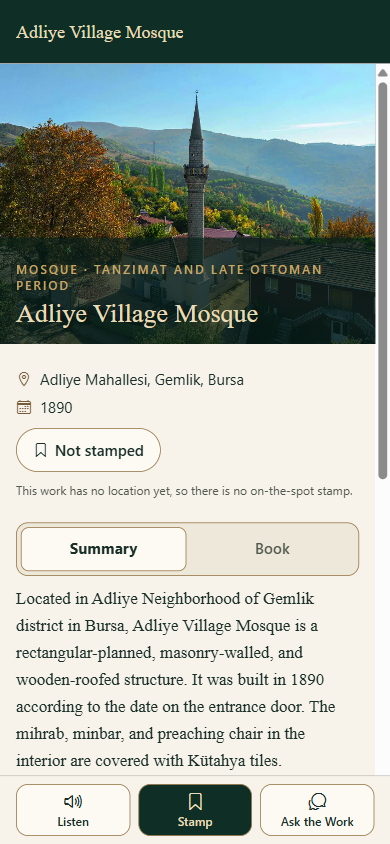 Adliye Village Mosque
MOSQUE · TANZIMAT AND LATE OTTOMAN
PERIOD
Adliye Village Mosque
Adliye Mahallesi, Gemlik, Bursa
1890
Not stamped
This work has no location yet, so there is no on-the-spot stamp.
Summary
Book
Located in Adliye Neighborhood of Gemlik
district in Bursa, Adliye Village Mosque is a
rectangular-planned, masonry-walled, and
wooden-roofed structure. It was built in 1890
according to the date on the entrance door. The
mihrab, minbar, and preaching chair in the
interior are covered with Kütahya tiles.
Listen
Stamp
Ask the Work